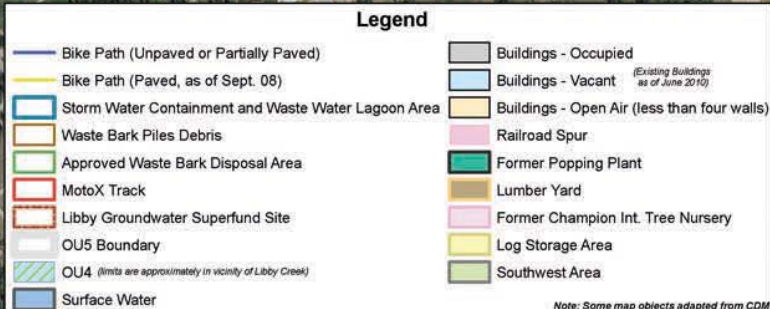 Legend
Bike Path (Unpaved or Partially Paved)
Bike Path (Paved, as of Sept. 08)
Storm Water Containment and Waste Water Lagoon Area
Waste Bark Piles Debris
Approved Waste Bark Disposal Area
MotoX Track
Libby Groundwater Superfund Site
OU5 Boundary
OU4 (limits are approximately in vicinity of Libby Creek)
Surface Water
Buildings - Occupied
Buildings - Vacant (Existing Buildings
as of June 2010)
Buildings - Open Air (less than four walls)
Railroad Spur
Former Popping Plant
Lumber Yard
Former Champion Int. Tree Nursery
Log Storage Area
Southwest Area
Note: Some map objects adapted from CDM